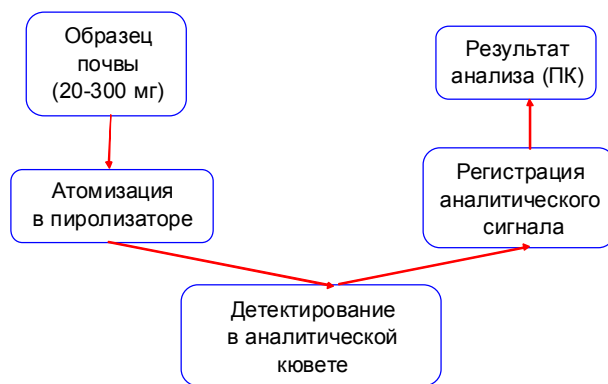 Образец
почвы
(20-300 мг)
Атомизация
в пиролизаторе
Детектирование
в аналитической
кювете
Регистрация
аналитического
сигнала
Результат
анализа (ПК)